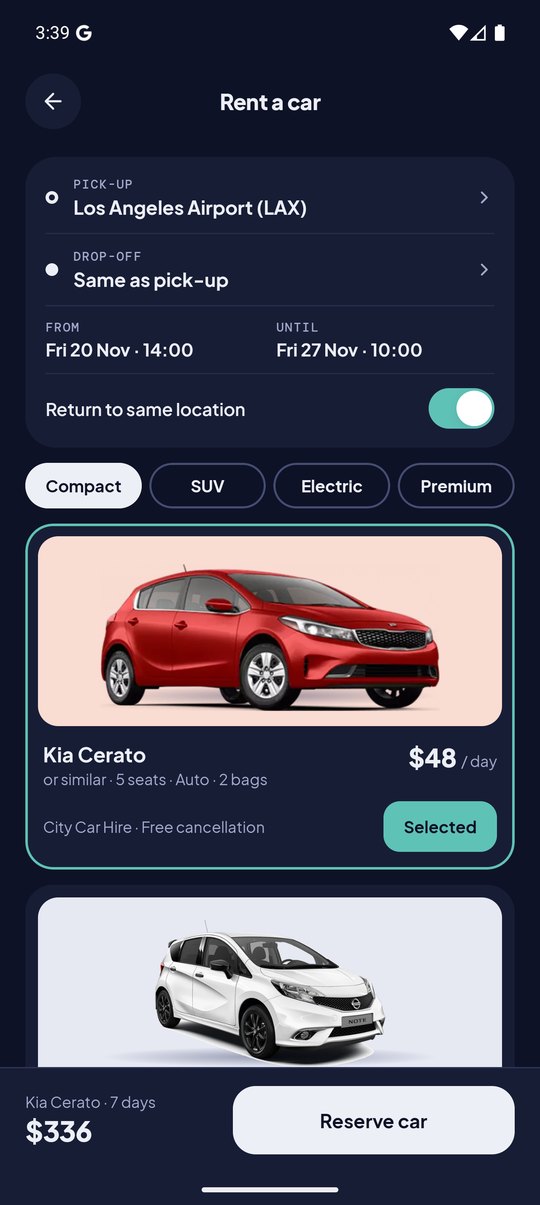 3:39 G
Rent a car
PICK-UP
Los Angeles Airport (LAX)
DROP-OFF
Same as pick-up
FROM
Fri 20 Nov · 14:00
UNTIL
Fri 27 Nov · 10:00
Return to same location
Compact
SUV
Electric
Premium
Kia Cerato
$48 / day
or similar · 5 seats · Auto · 2 bags
City Car Hire · Free cancellation
Selected
NOTE
Kia Cerato · 7 days
$336
Reserve car